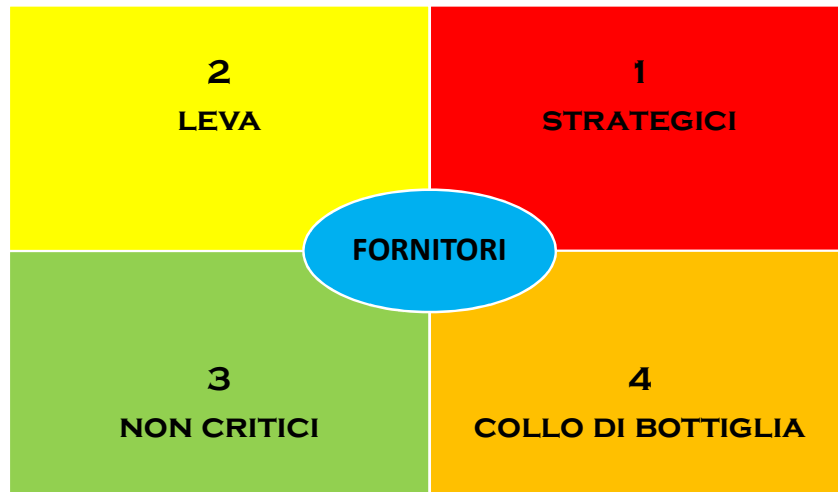 2
LEVA
1
STRATEGICI
FORNITORI
3
NON CRITICI
4
COLLO DI BOTTIGLIA